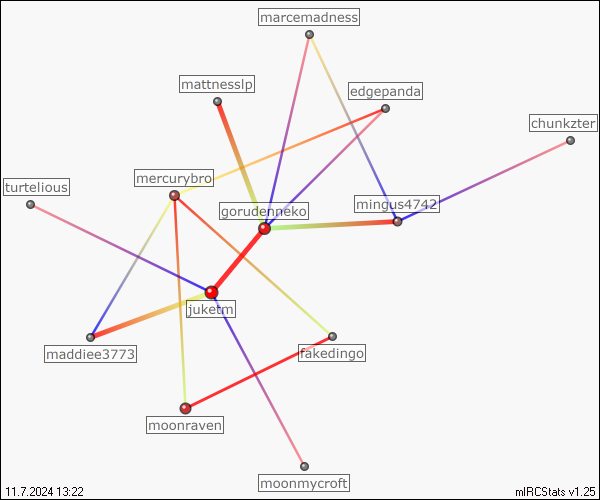 marcemadness
mattnesslp
edgepanda
chunkzter
mercurybro
turtelious
mingus4742
gorudenneko
juketm
maddiee3773
fakedingo
moonraven
moonmycroft
11.7.2024 13:22
mIRCStats v1.25